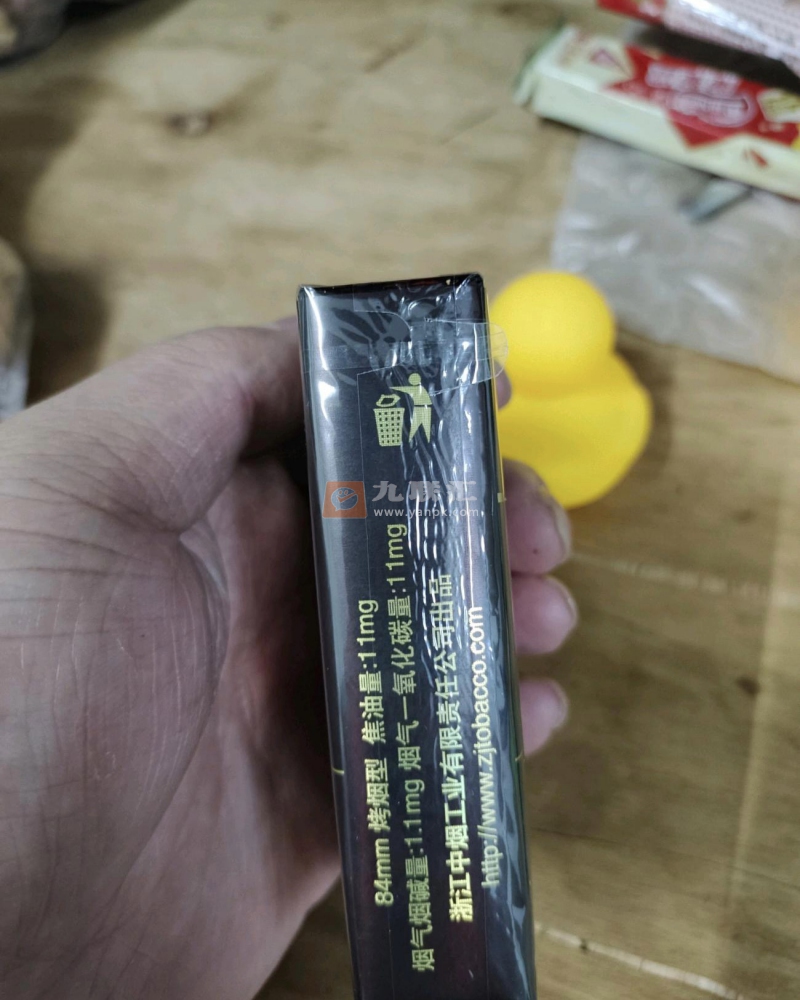 84mm 烤烟型 焦油量:11mg
烟气烟碱量:1.1mg 烟气一氧化碳量:11mg
浙江中烟工业有限责任公司出品
http://www.zjtobacco.com
九联汇
www.yanpk.com